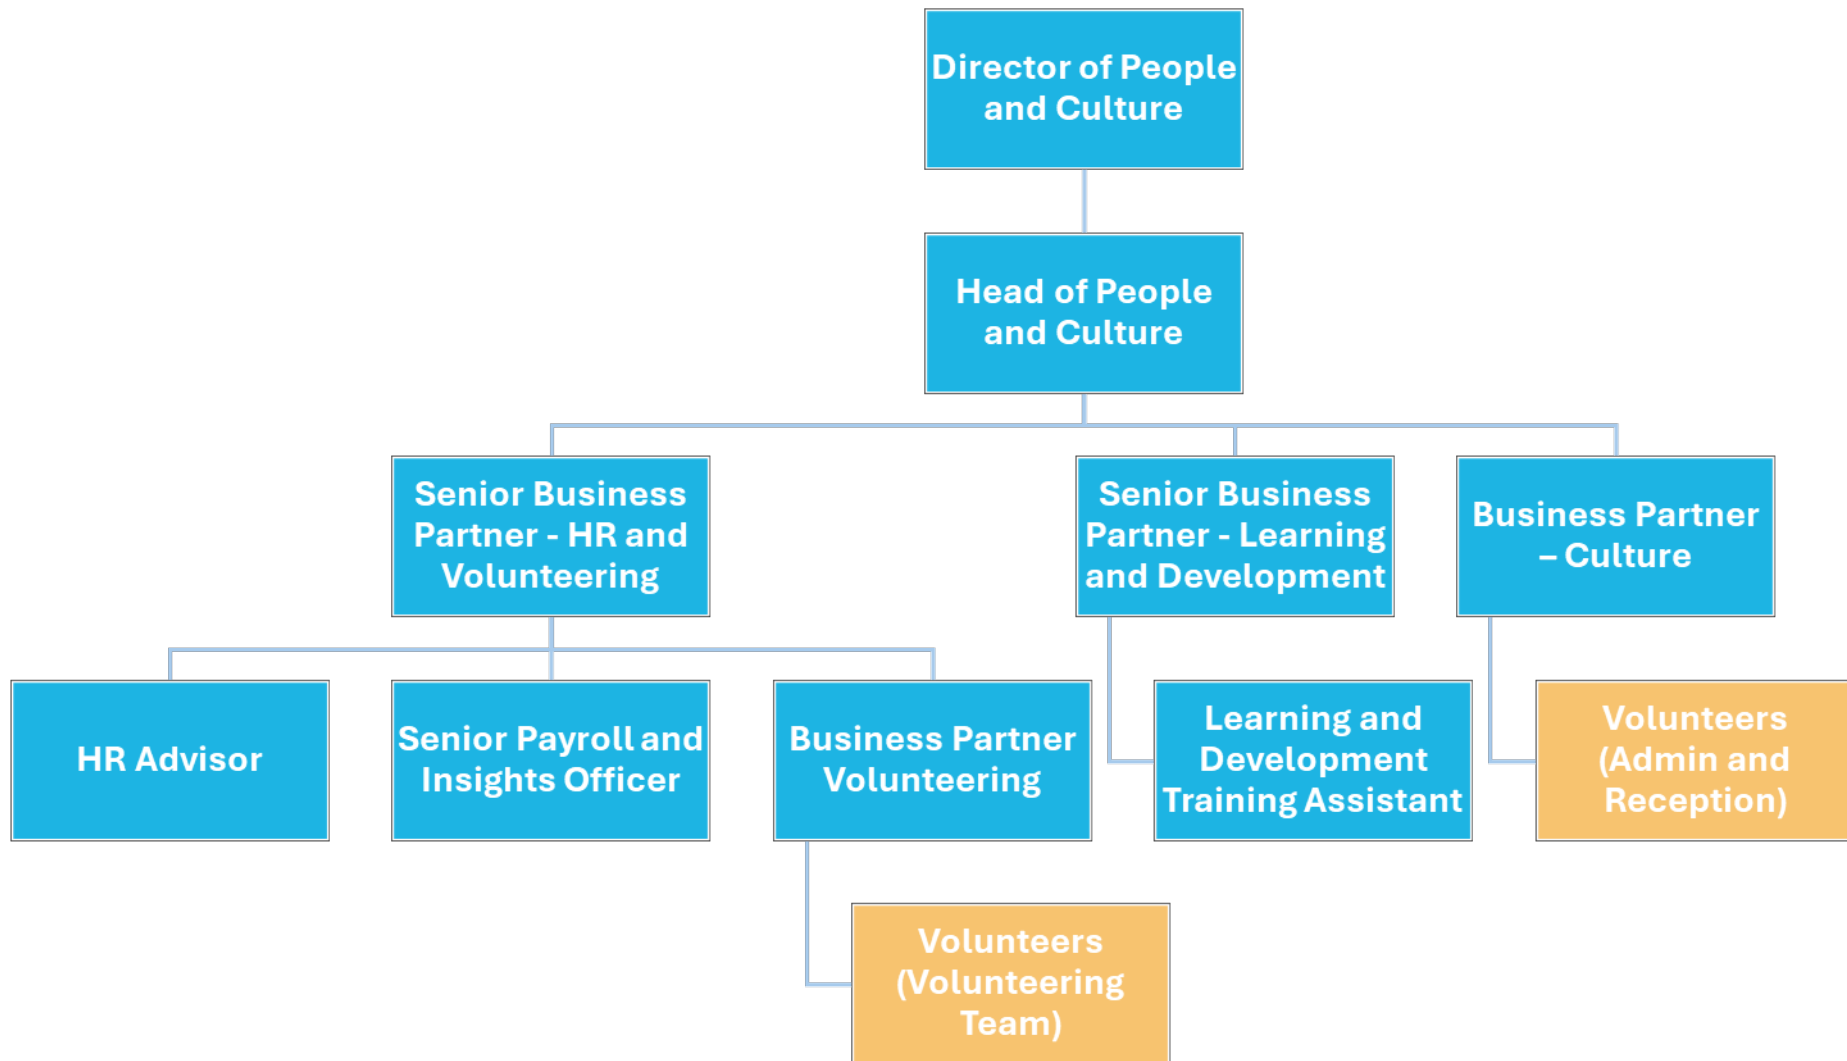 Director of People
and Culture
Head of People
and Culture
Senior Business
Partner - HR and
Volunteering
Senior Business
Partner - Learning
and Development
Business Partner
– Culture
HR Advisor
Senior Payroll and
Insights Officer
Business Partner
Volunteering
Learning and
Development
Training Assistant
Volunteers
(Admin and
Reception)
Volunteers
(Volunteering
Team)